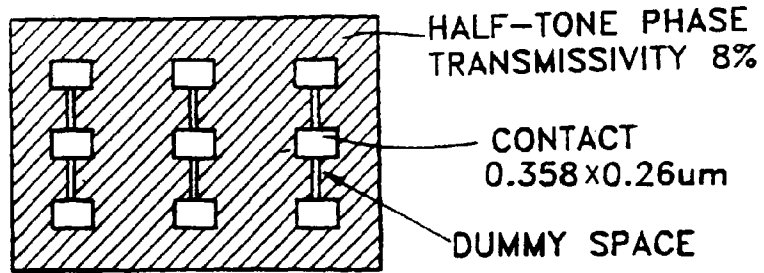 HALF-TONE PHASE
TRANSMISSIVITY 8%
CONTACT
0.358×0.26um
DUMMY SPACE